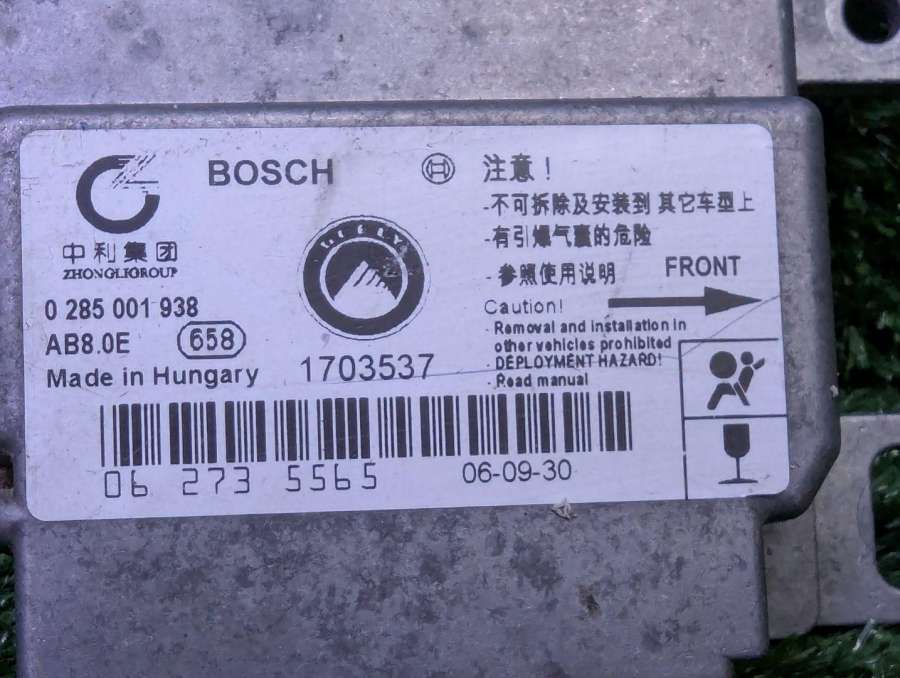 BOSCH
中利集团
ZHONGLIGROUP
0 285 001 938
AB8.0E 658
Made in Hungary
GEELY
1703537
注意！
-不可拆除及安装到 其它车型上
-有引爆气囊的危险
-参照使用说明
FRONT
Caution!
- Removal and installation in
other vehicles prohibited
- DEPLOYMENT HAZARD!
- Read manual
06 273 5565
06-09-30